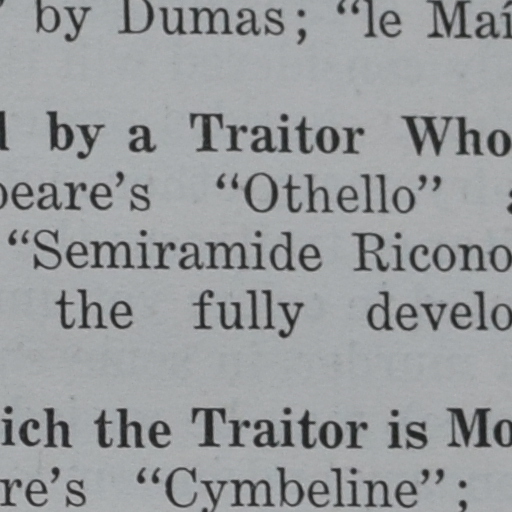 by Dumas; “le Maî
by a Traitor Who
peare’s “Othello”
“Semiramide Ricono
the fully develo
ich the Traitor is Mo
re’s “Cymbeline”;